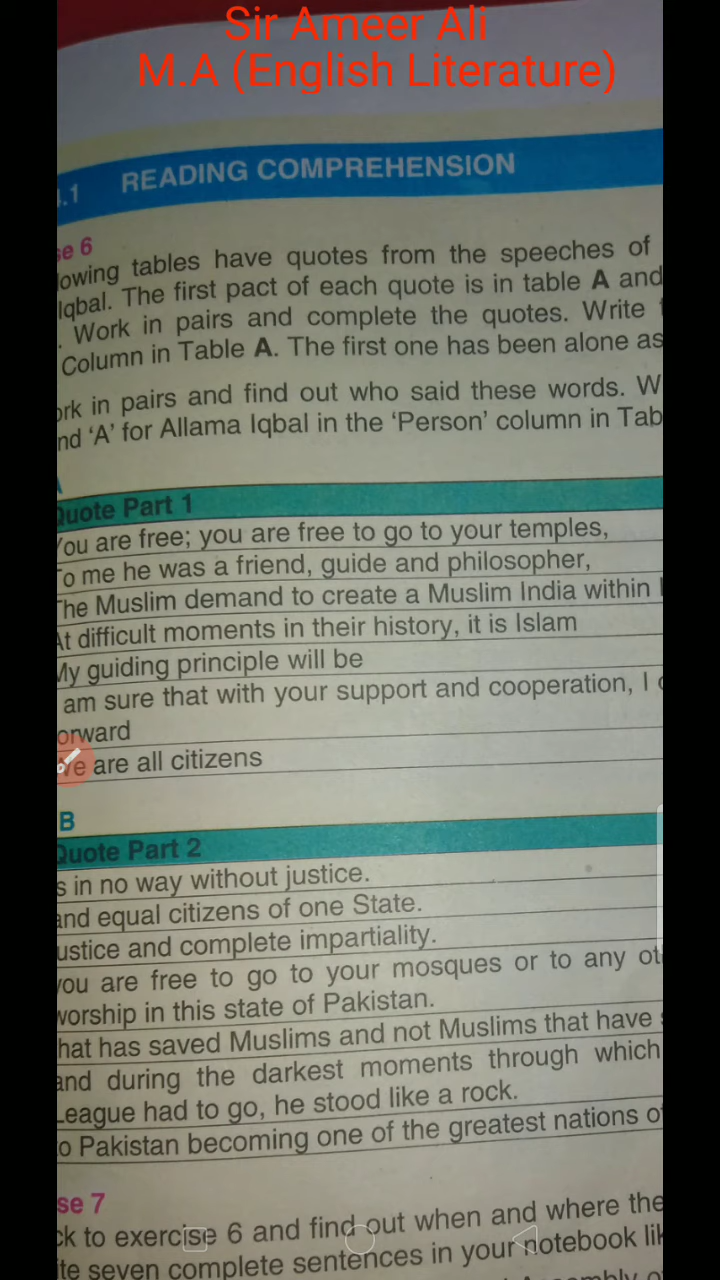 Sir Ameer Ali
M.A (English Literature)
.1 READING COMPREHENSION
se 6
owing tables have quotes from the speeches of
Iqbal. The first pact of each quote is in table A and
. Work in pairs and complete the quotes. Write
Column in Table A. The first one has been alone as
ork in pairs and find out who said these words. W
nd 'A' for Allama Iqbal in the 'Person' column in Tab
Quote Part 1
You are free; you are free to go to your temples,
To me he was a friend, guide and philosopher,
The Muslim demand to create a Muslim India within
At difficult moments in their history, it is Islam
My guiding principle will be
am sure that with your support and cooperation, I
orward
We are all citizens
B
Quote Part 2
s in no way without justice.
and equal citizens of one State.
ustice and complete impartiality.
you are free to go to your mosques or to any ot
worship in this state of Pakistan.
hat has saved Muslims and not Muslims that have
and during the darkest moments through which
League had to go, he stood like a rock.
o Pakistan becoming one of the greatest nations o
se 7
ck to exercise 6 and find out when and where the
ite seven complete sentences in your notebook lik